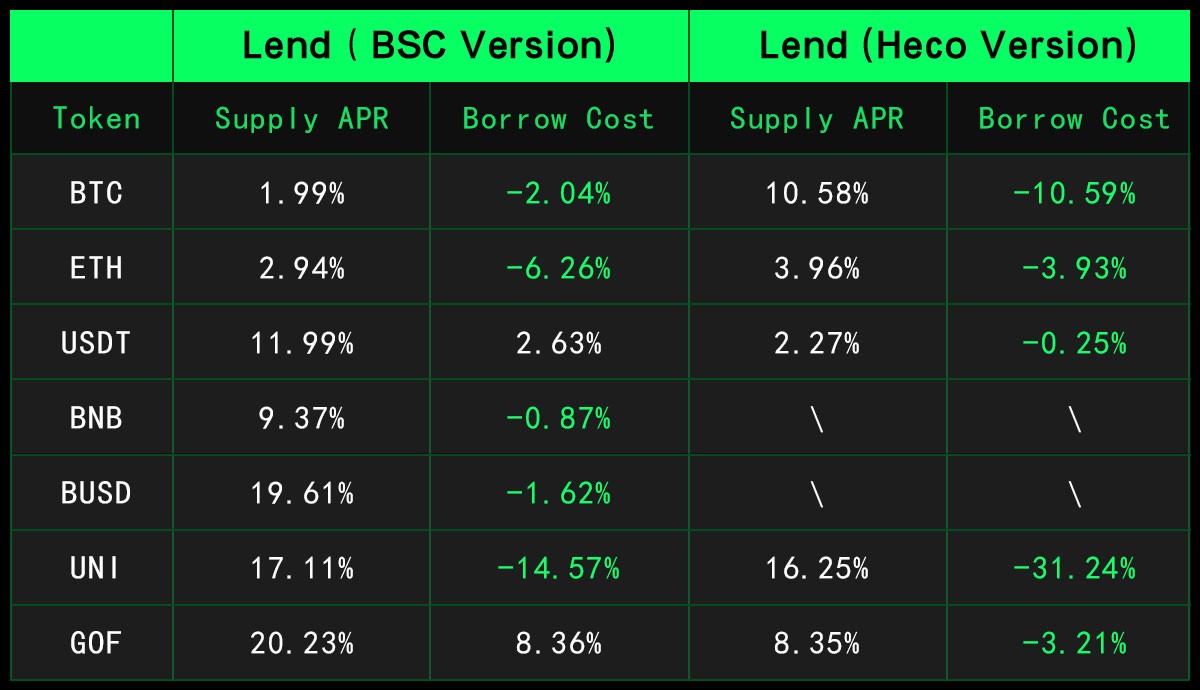 Lend ( BSC Version) Lend (Heco Version)
Token Supply APR Borrow Cost Supply APR Borrow Cost
BTC 1.99% -2.04% 10.58% -10.59%
ETH 2.94% -6.26% 3.96% -3.93%
USDT 11.99% 2.63% 2.27% -0.25%
BNB 9.37% -0.87% \ \
BUSD 19.61% -1.62% \ \
UNI 17.11% -14.57% 16.25% -31.24%
GOF 20.23% 8.36% 8.35% -3.21%